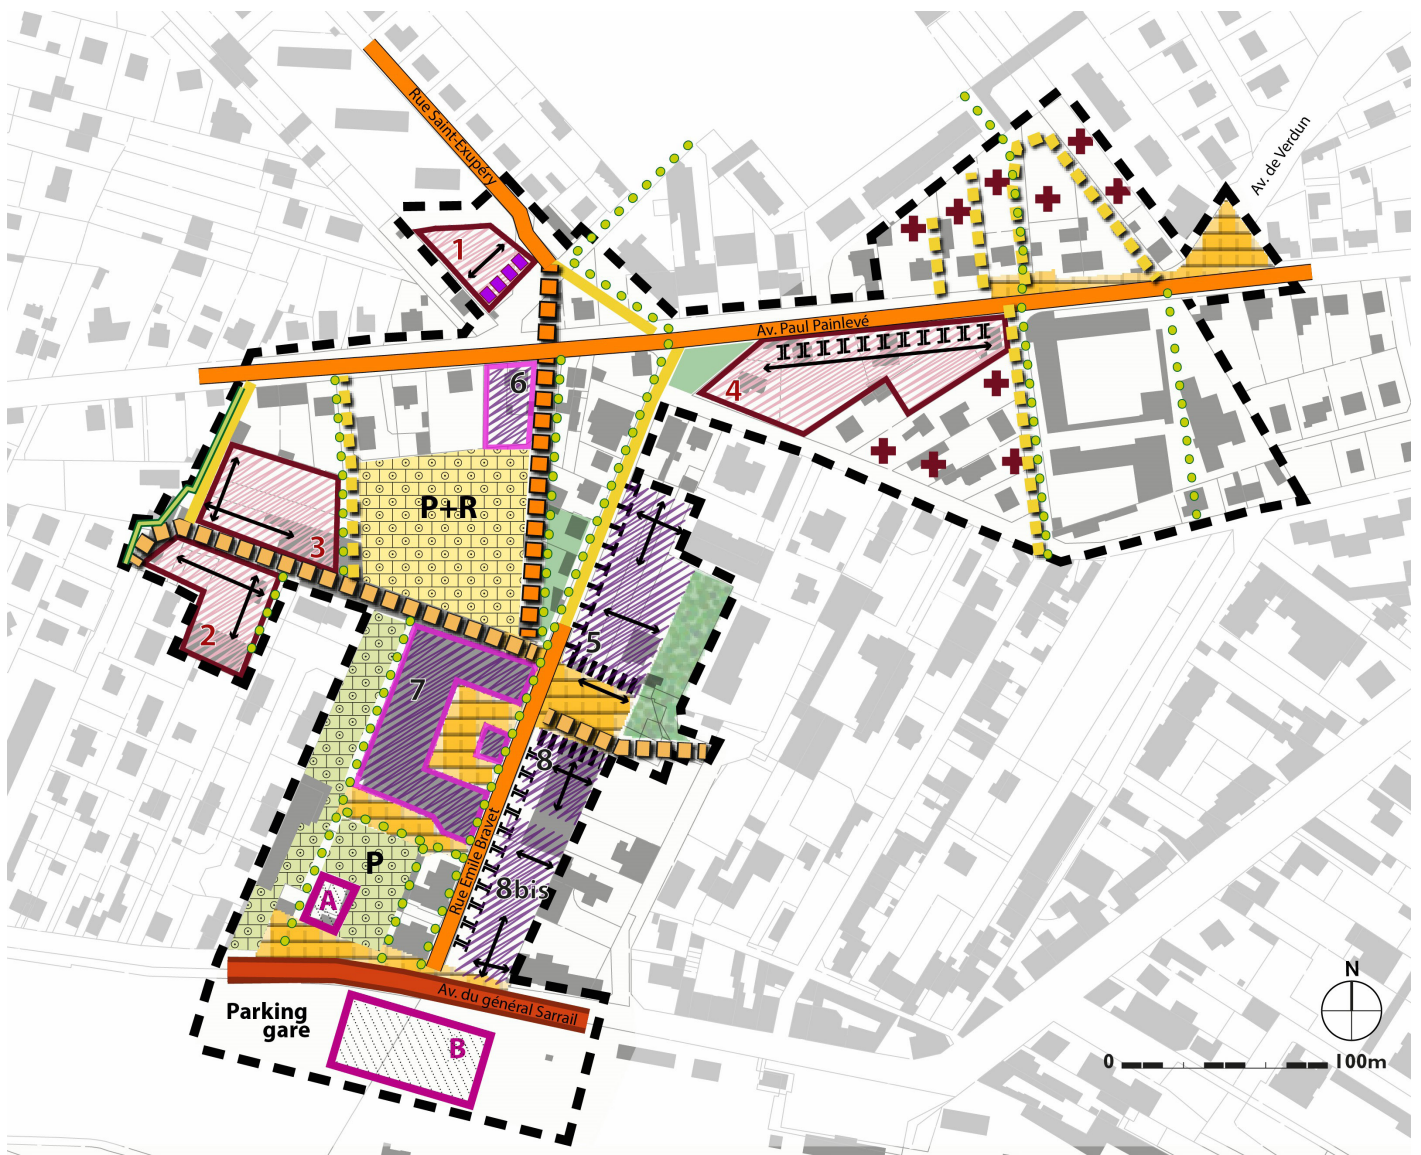 Rue Saint-Exupéry
Av. de Verdun
1
Av. Paul Painlevé
6
4
P+R
3
2
5
7
8
P
8bis
A
Rue Emile Bravet
N
Av. du général Sarrail
Parking
gare
B
0
100m